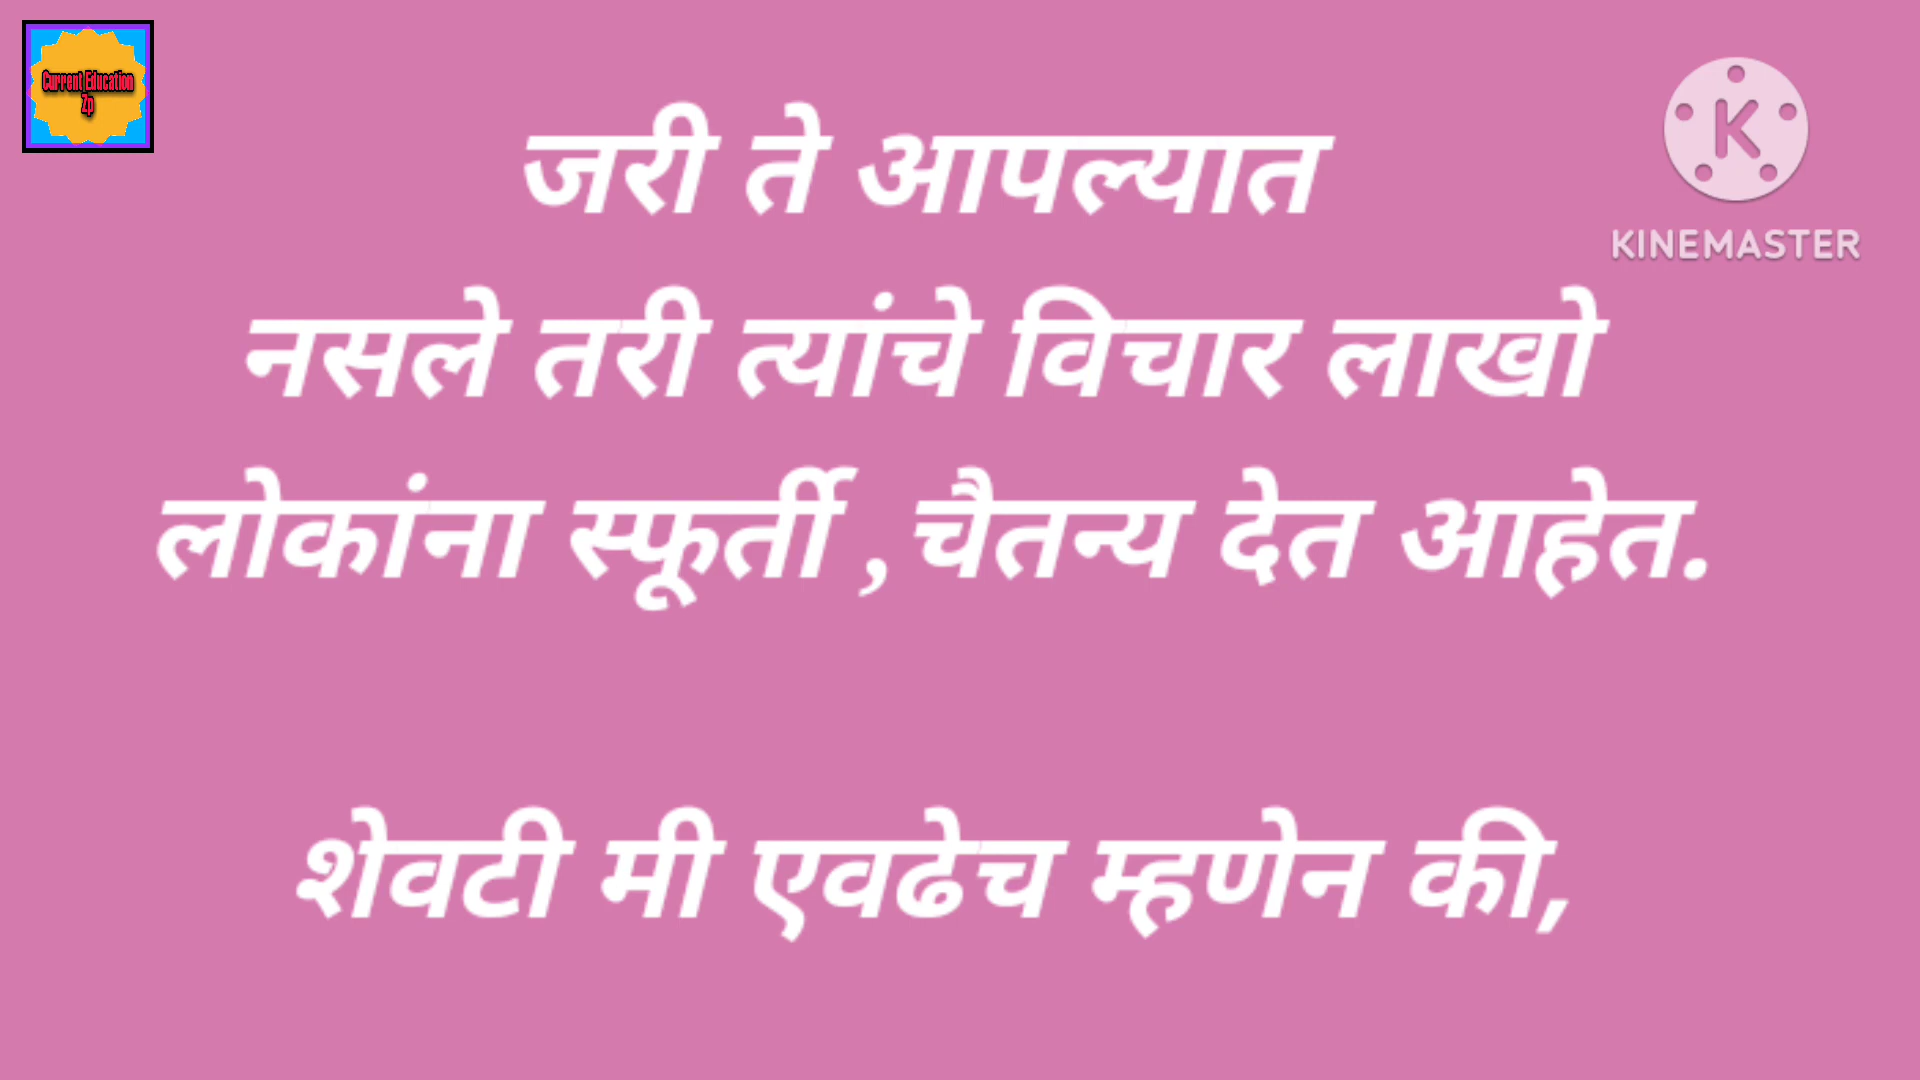 Current Education
Zp
KINEMASTER
जरी ते आपल्यात
नसले तरी त्यांचे विचार लाखो
लोकांना स्फूर्ती ,चैतन्य देत आहेत.
शेवटी मी एवढेच म्हणेन की,